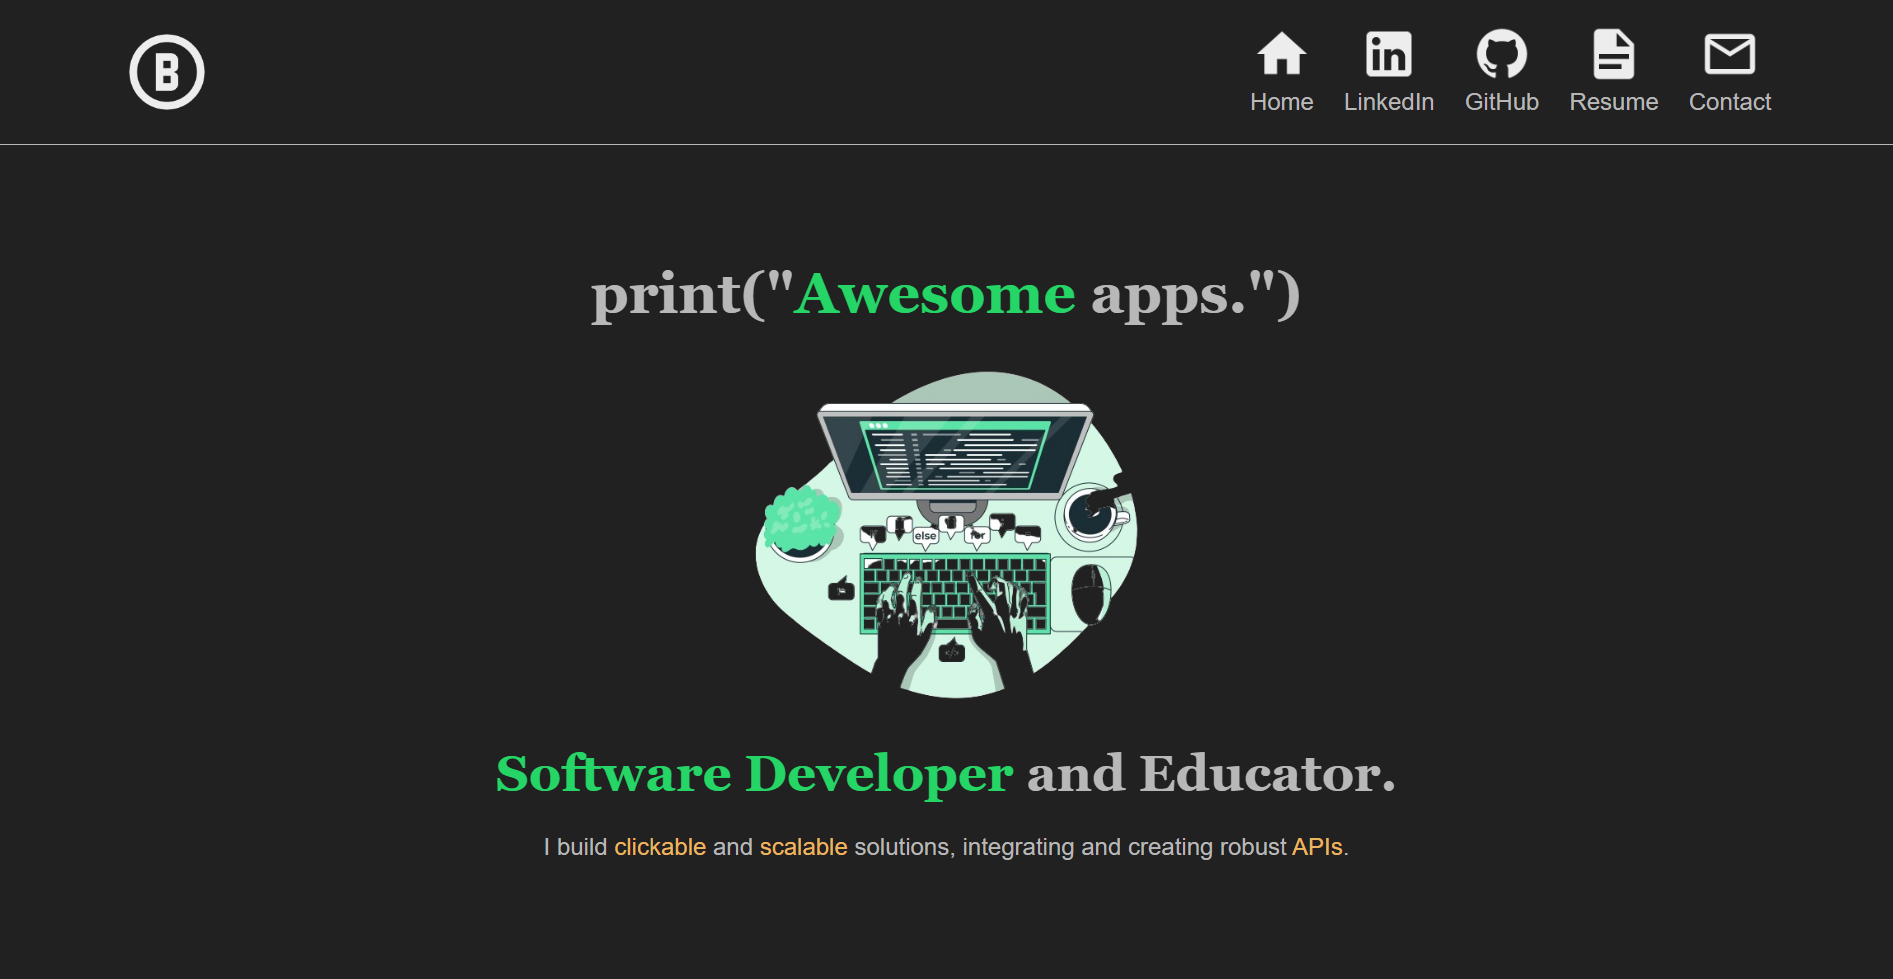 B
Home LinkedIn GitHub Resume Contact
print("Awesome apps.")
else
for
</>
Software Developer and Educator.
I build clickable and scalable solutions, integrating and creating robust APIs.